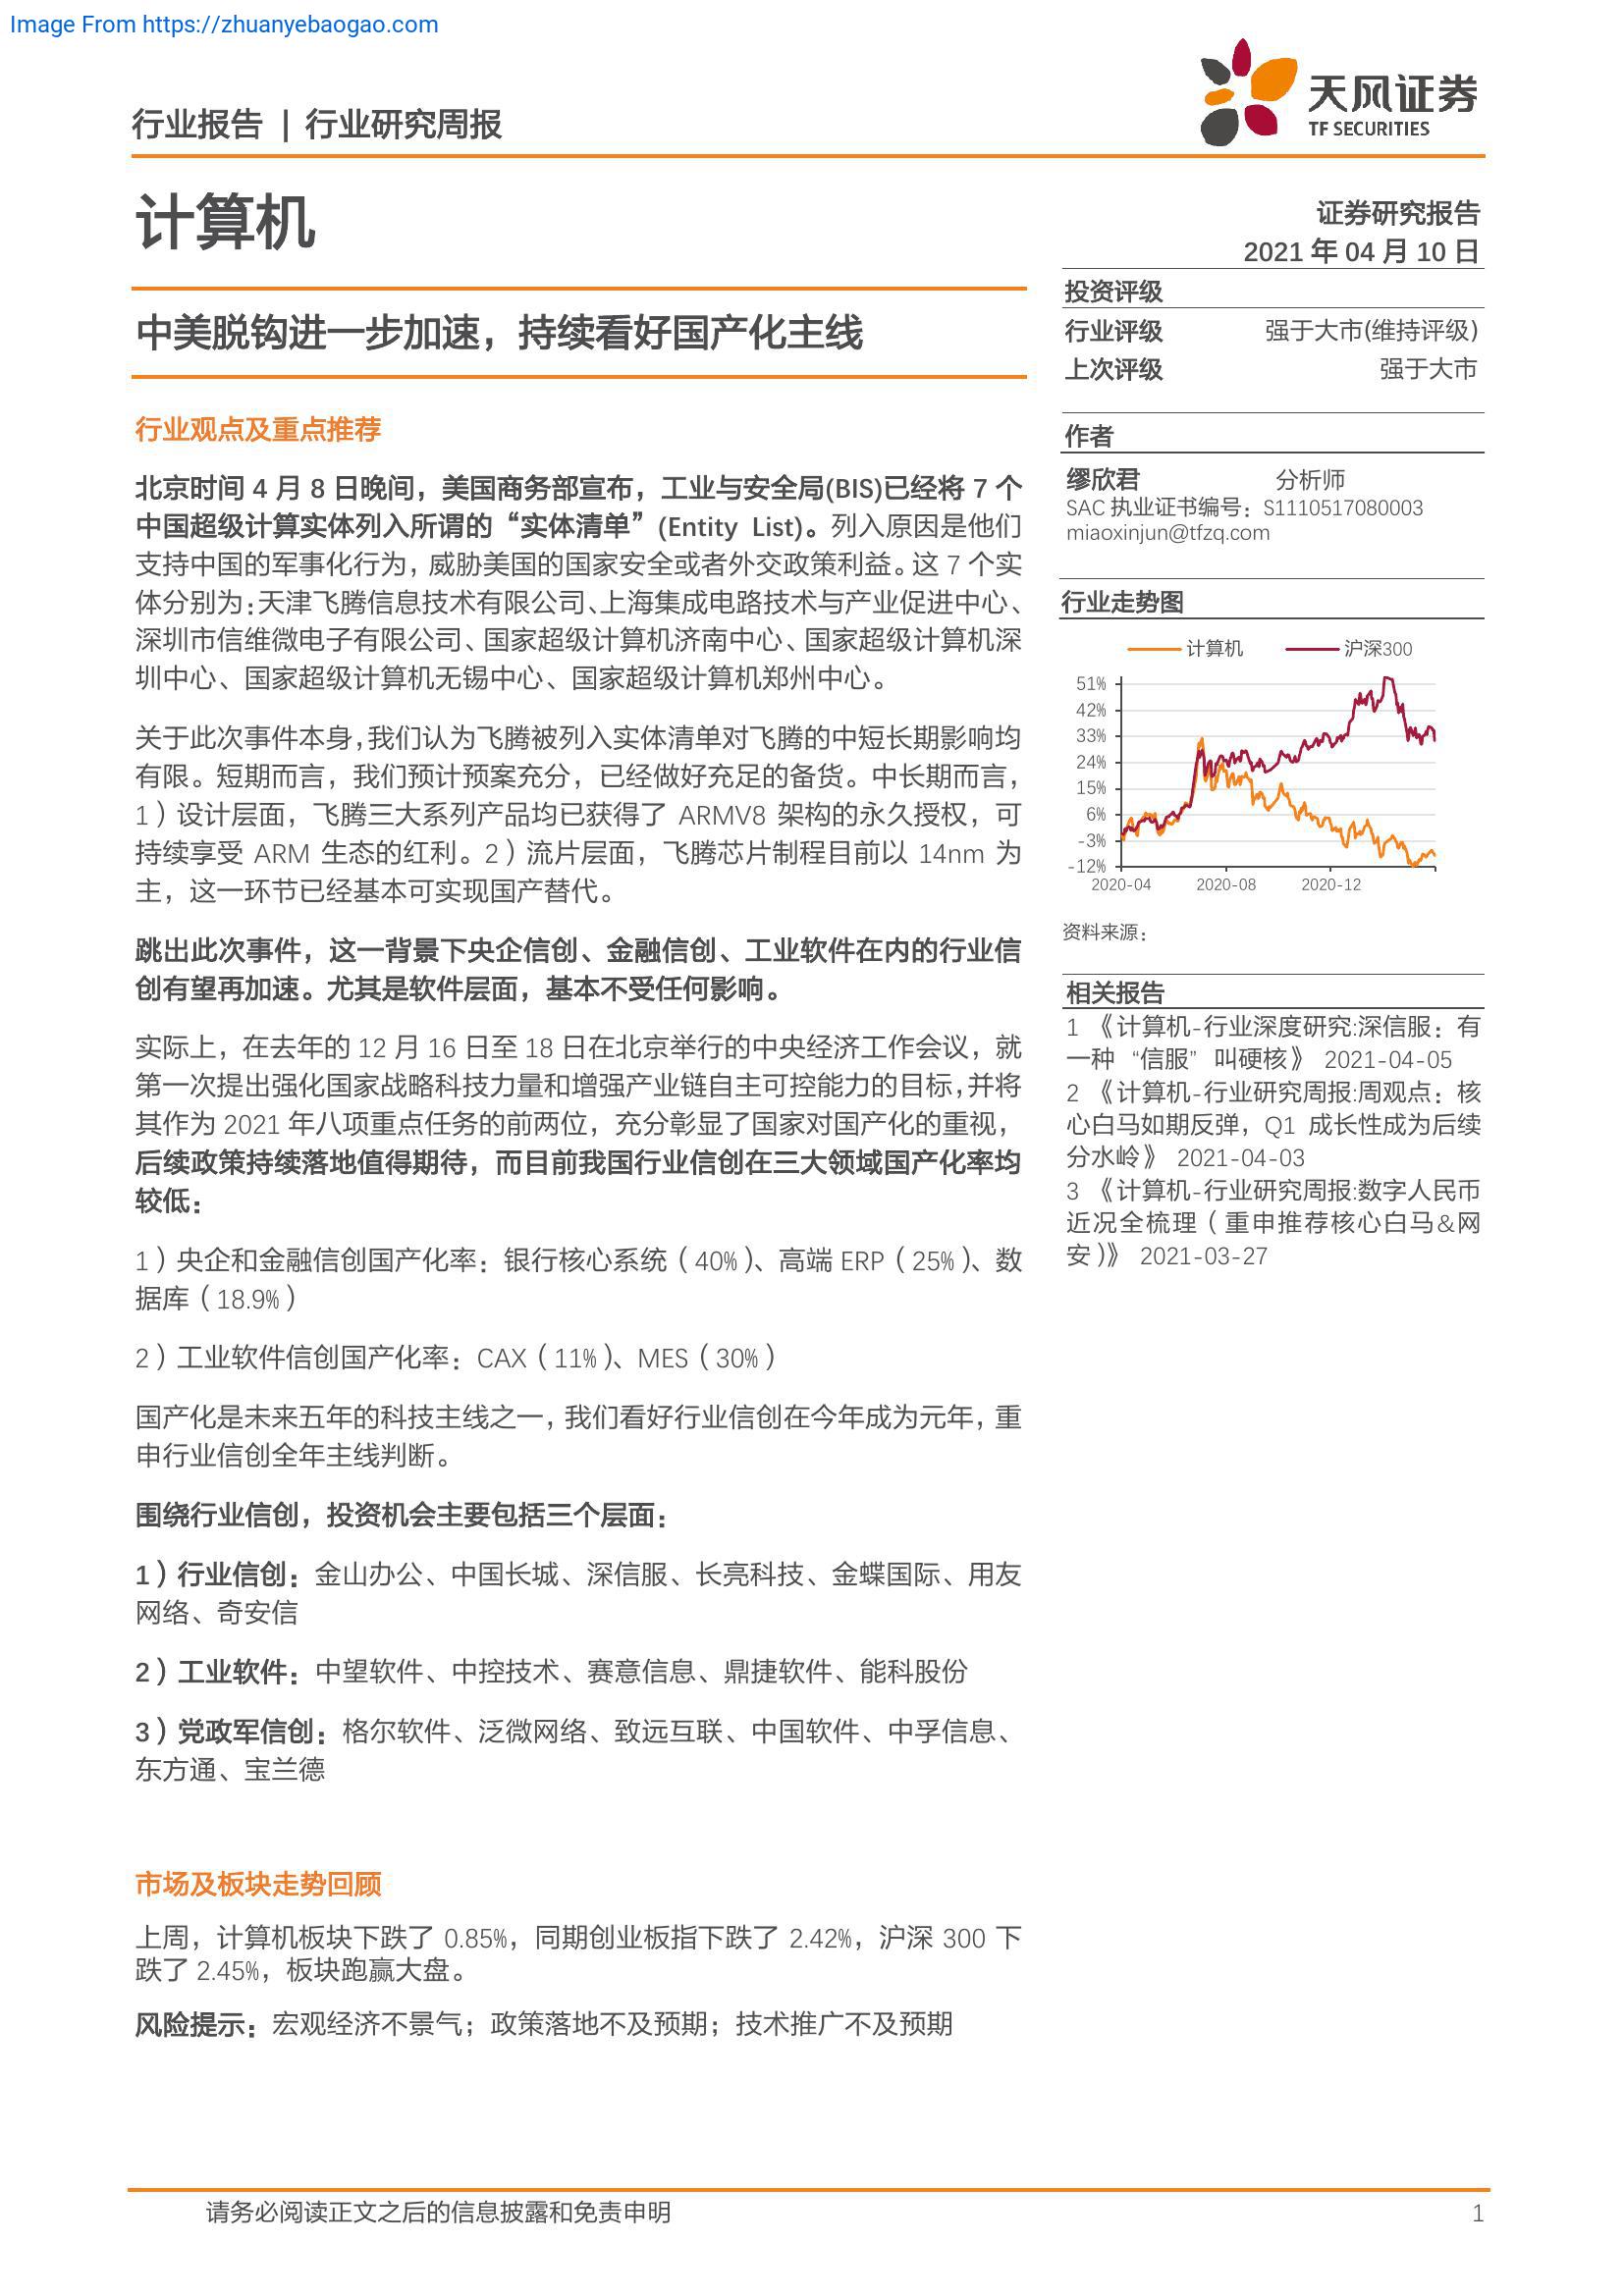 Image From https://zhuanyebaogao.com
行业报告 | 行业研究周报
天风证券
TF SECURITIES
计算机
证券研究报告
2021 年 04 月 10 日
中美脱钩进一步加速，持续看好国产化主线
投资评级
行业评级 强于大市(维持评级)
上次评级 强于大市
行业观点及重点推荐
北京时间 4 月 8 日晚间，美国商务部宣布，工业与安全局(BIS)已经将 7 个
中国超级计算实体列入所谓的“实体清单”(Entity List)。列入原因是他们
支持中国的军事化行为，威胁美国的国家安全或者外交政策利益。这 7 个实
体分别为：天津飞腾信息技术有限公司、上海集成电路技术与产业促进中心、
深圳市信维微电子有限公司、国家超级计算机济南中心、国家超级计算机深
圳中心、国家超级计算机无锡中心、国家超级计算机郑州中心。
关于此次事件本身，我们认为飞腾被列入实体清单对飞腾的中短长期影响均
有限。短期而言，我们预计预案充分，已经做好充足的备货。中长期而言，
1）设计层面，飞腾三大系列产品均已获得了 ARMV8 架构的永久授权，可
持续享受 ARM 生态的红利。2）流片层面，飞腾芯片制程目前以 14nm 为
主，这一环节已经基本可实现国产替代。
跳出此次事件，这一背景下央企信创、金融信创、工业软件在内的行业信
创有望再加速。尤其是软件层面，基本不受任何影响。
实际上，在去年的 12 月 16 日至 18 日在北京举行的中央经济工作会议，就
第一次提出强化国家战略科技力量和增强产业链自主可控能力的目标，并将
其作为 2021 年八项重点任务的前两位，充分彰显了国家对国产化的重视，
后续政策持续落地值得期待，而目前我国行业信创在三大领域国产化率均
较低：
1）央企和金融信创国产化率：银行核心系统（40%）、高端 ERP（25%）、数
据库（18.9%）
2）工业软件信创国产化率：CAX（11%）、MES（30%）
国产化是未来五年的科技主线之一，我们看好行业信创在今年成为元年，重
申行业信创全年主线判断。
围绕行业信创，投资机会主要包括三个层面：
1）行业信创：金山办公、中国长城、深信服、长亮科技、金蝶国际、用友
网络、奇安信
2）工业软件：中望软件、中控技术、赛意信息、鼎捷软件、能科股份
3）党政军信创：格尔软件、泛微网络、致远互联、中国软件、中孚信息、
东方通、宝兰德
市场及板块走势回顾
上周，计算机板块下跌了 0.85%，同期创业板指下跌了 2.42%，沪深 300 下
跌了 2.45%，板块跑赢大盘。
风险提示：宏观经济不景气；政策落地不及预期；技术推广不及预期
作者
缪欣君 分析师
SAC 执业证书编号：S1110517080003
miaoxinjun@tfzq.com
行业走势图
计算机 沪深300
51%
42%
33%
24%
15%
6%
-3%
-12%
2020-04 2020-08 2020-12
资料来源：
相关报告
1 《计算机-行业深度研究:深信服：有
一种 “信服” 叫硬核》 2021-04-05
2 《计算机-行业研究周报:周观点：核
心白马如期反弹，Q1 成长性成为后续
分水岭》 2021-04-03
3 《计算机-行业研究周报:数字人民币
近况全梳理（重申推荐核心白马&网
安）》 2021-03-27
请务必阅读正文之后的信息披露和免责申明 1